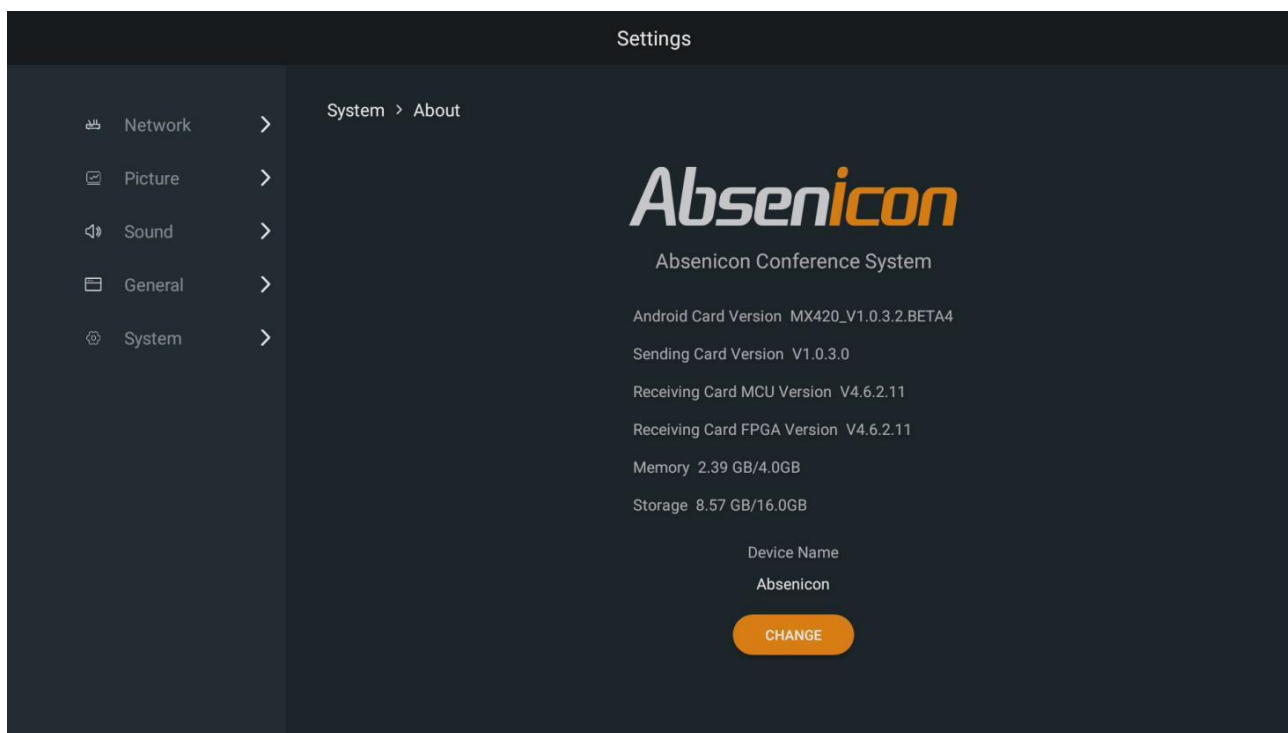 Settings
Network
Picture
Sound
General
System
System > About
Absenicon
Absenicon Conference System
Android Card Version MX420_V1.0.3.2.BETA4
Sending Card Version V1.0.3.0
Receiving Card MCU Version V4.6.2.11
Receiving Card FPGA Version V4.6.2.11
Memory 2.39 GB/4.0GB
Storage 8.57 GB/16.0GB
Device Name
Absenicon
CHANGE